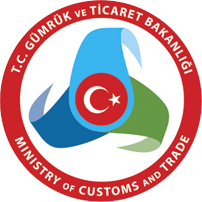 T.C. GÜMRÜK VE TİCARET BAKANLIĞI
MINISTRY OF CUSTOMS AND TRADE